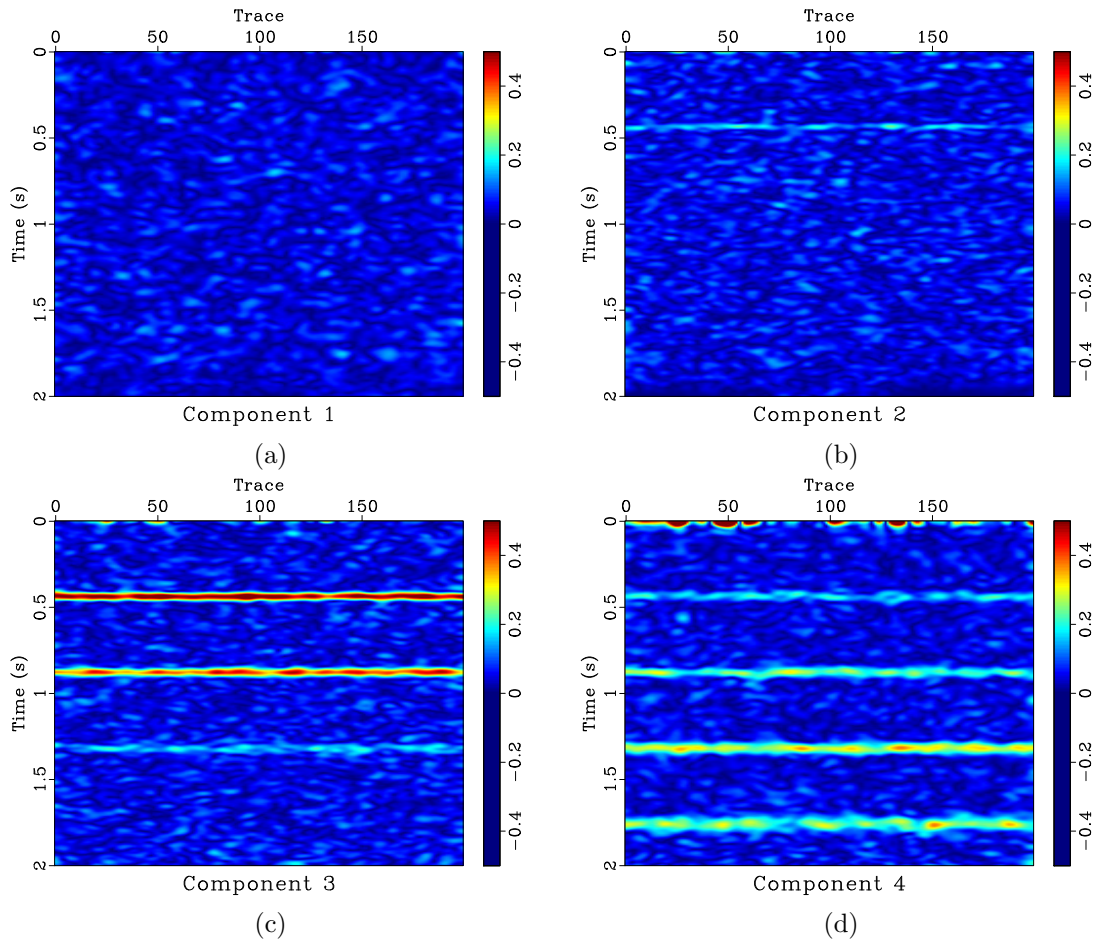 Trace Trace
0 50 100 150 0 50 100 150
0 0.5 1 1.5 2 Time (s) 0.4 0.2 0 −0.2 −0.4 0 0.5 1 1.5 2 Time (s) 0.4 0.2 0 −0.2 −0.4
Component 1 Component 2
(a) (b)
Trace Trace
0 50 100 150 0 50 100 150
0 0.5 1 1.5 2 Time (s) 0.4 0.2 0 −0.2 −0.4 0 0.5 1 1.5 2 Time (s) 0.4 0.2 0 −0.2 −0.4
Component 3 Component 4
(c) (d)